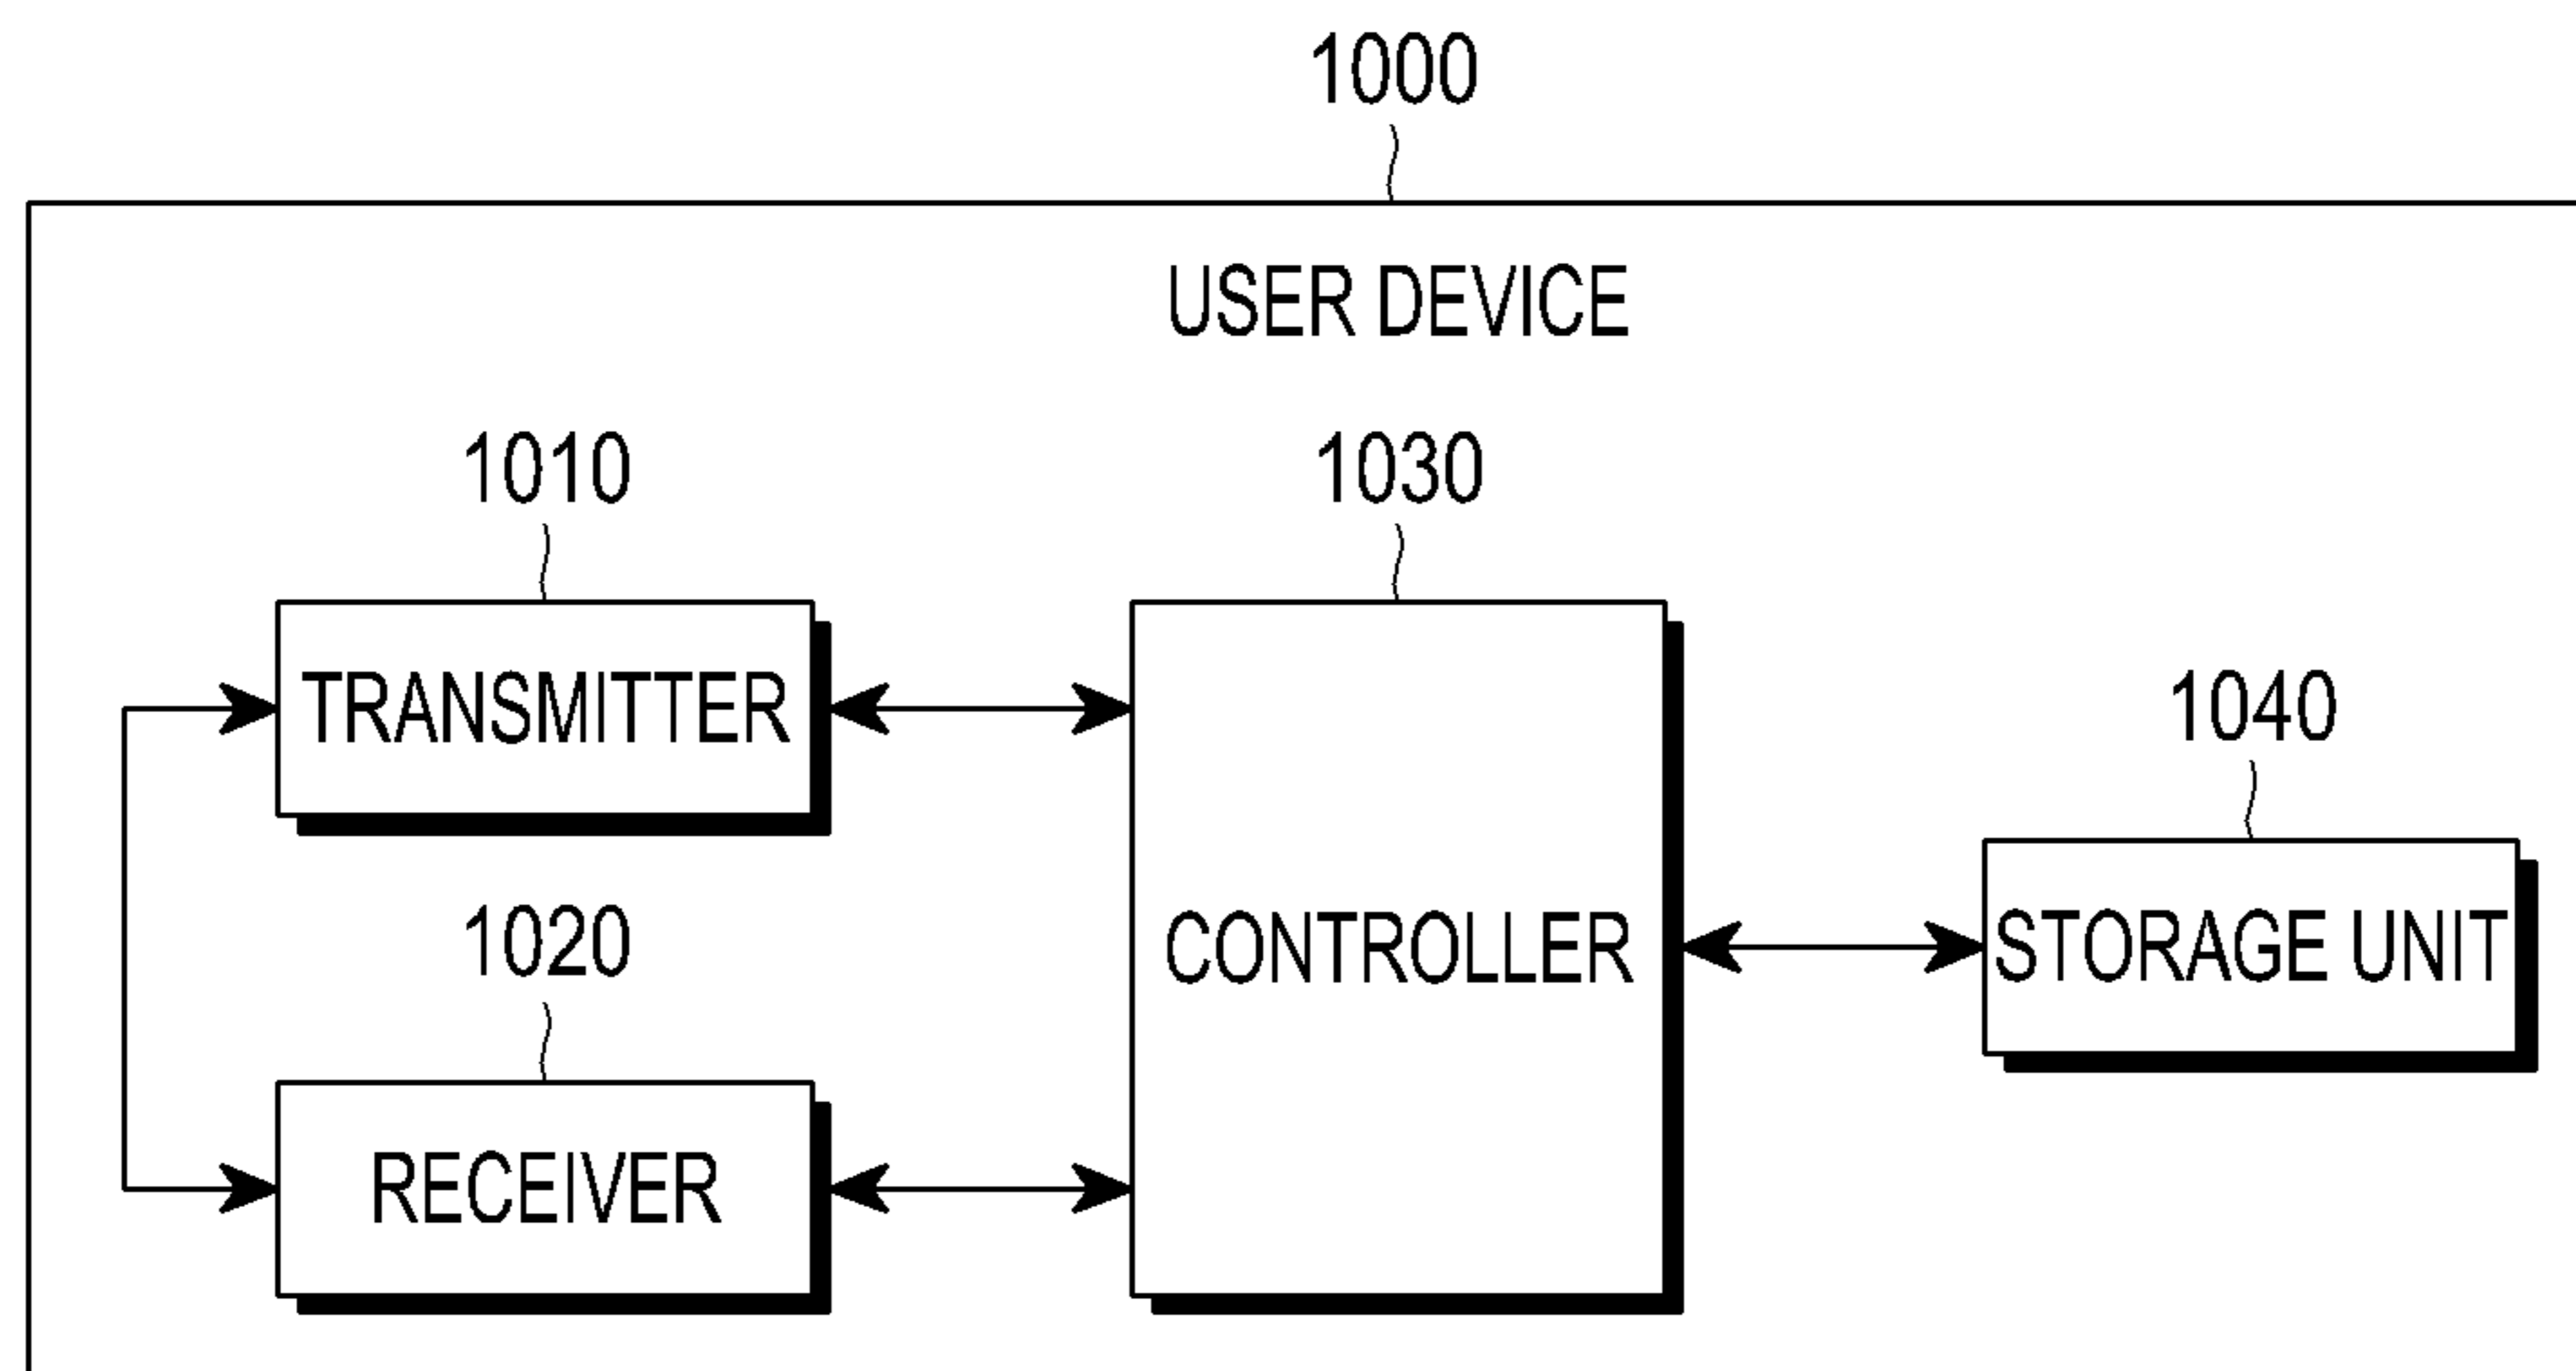 1000
USER DEVICE
1010
TRANSMITTER
1020
RECEIVER
1030
CONTROLLER
1040
STORAGE UNIT